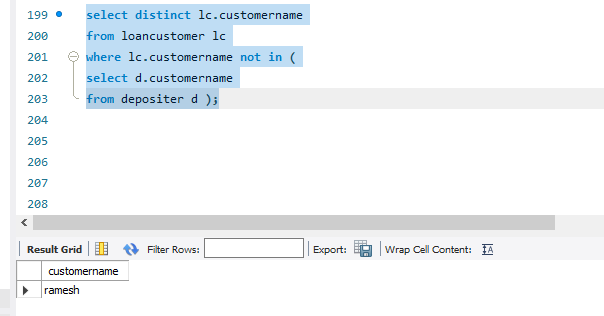 199 select distinct lc.customername
200 from loancustomer lc
201 where lc.customername not in (
202 select d.customername
203 from depositer d );
204
205
206
207
208
Result Grid Filter Rows: Export: Wrap Cell Content:
customername
ramesh